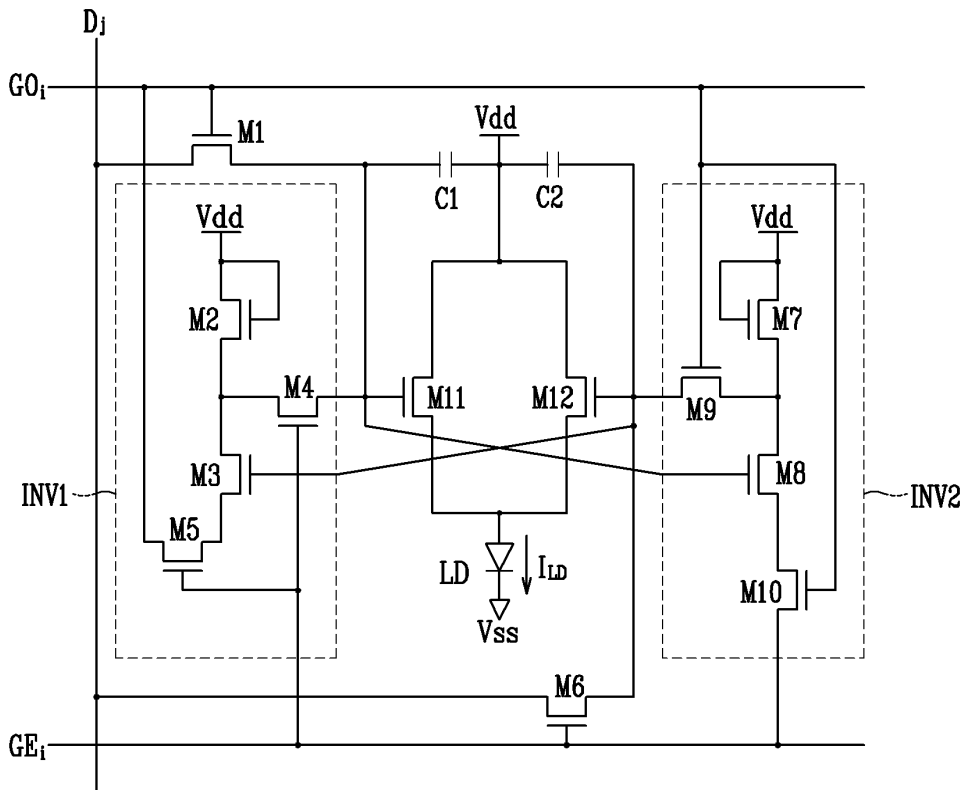 Dj
GOi
M1
Vdd
C1
C2
Vdd
Vdd
M2
M7
M4
M11
M12
M9
M3
M8
INV1
INV2
M5
LD
ILD
M10
Vss
M6
GEi